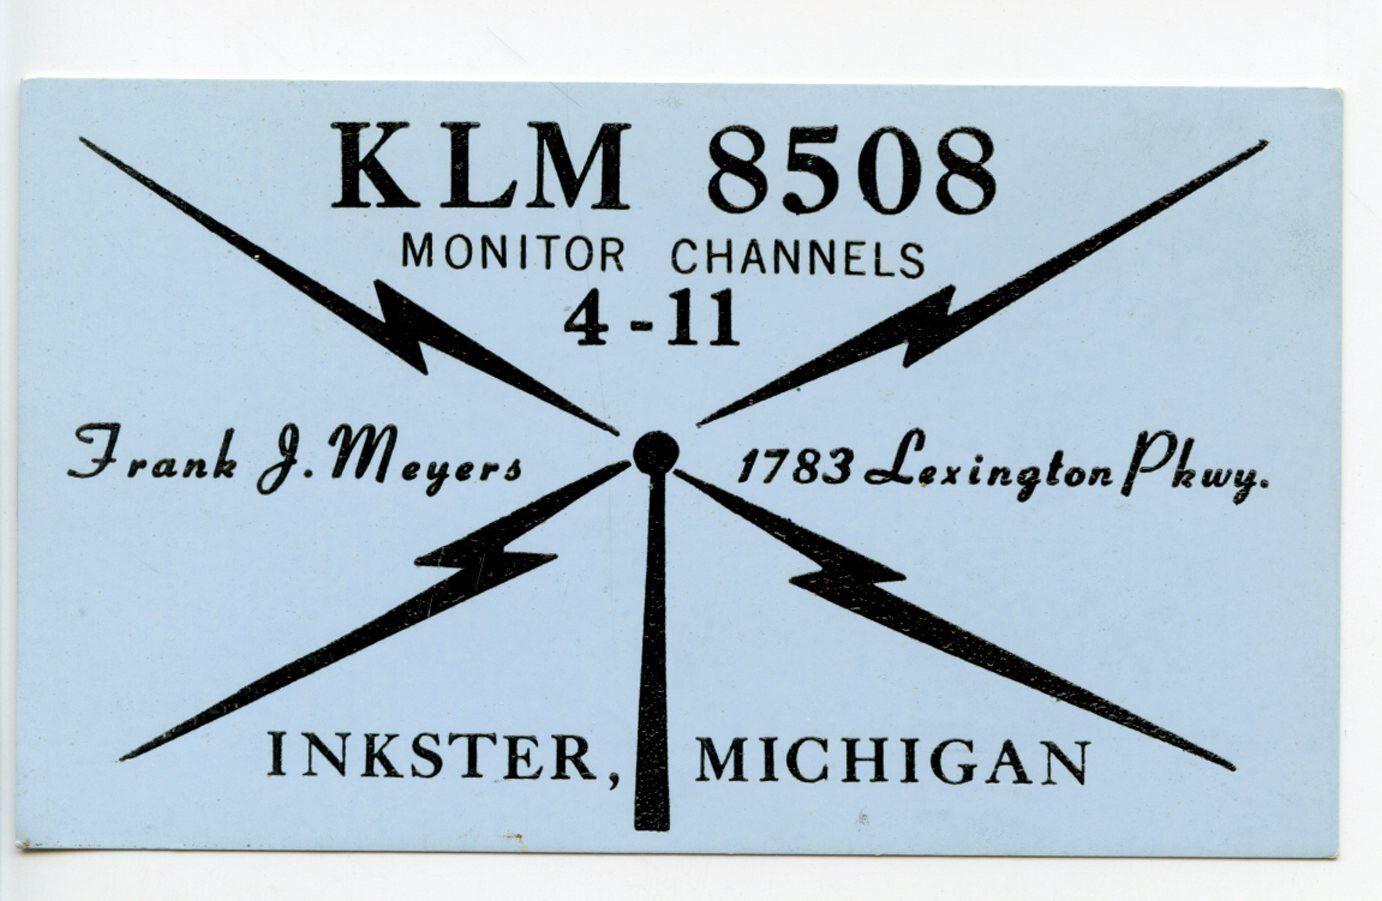 KLM 8508
MONITOR CHANNELS
4-11
Frank J. Meyers
1783 Lexington Pkwy.
INKSTER, MICHIGAN